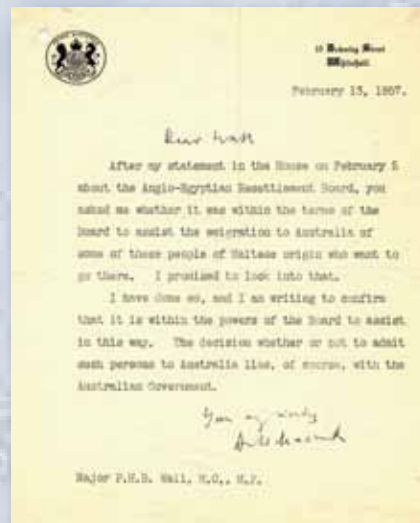 10 Downing Street
Whitehall
February 13, 1957.
Dear Wall
After my statement in the House on February 5
about the Anglo-Egyptian Resettlement Board, you
asked me whether it was within the terms of the
Board to assist the emigration to Australia of
some of these people of Maltese origin who want to
go there. I promised to look into that.
I have done so, and I am writing to confirm
that it is within the powers of the Board to assist
in this way. The decision whether or not to admit
such persons to Australia lies, of course, with the
Australian Government.
Major P.H.B. Wall, M.C., M.P.